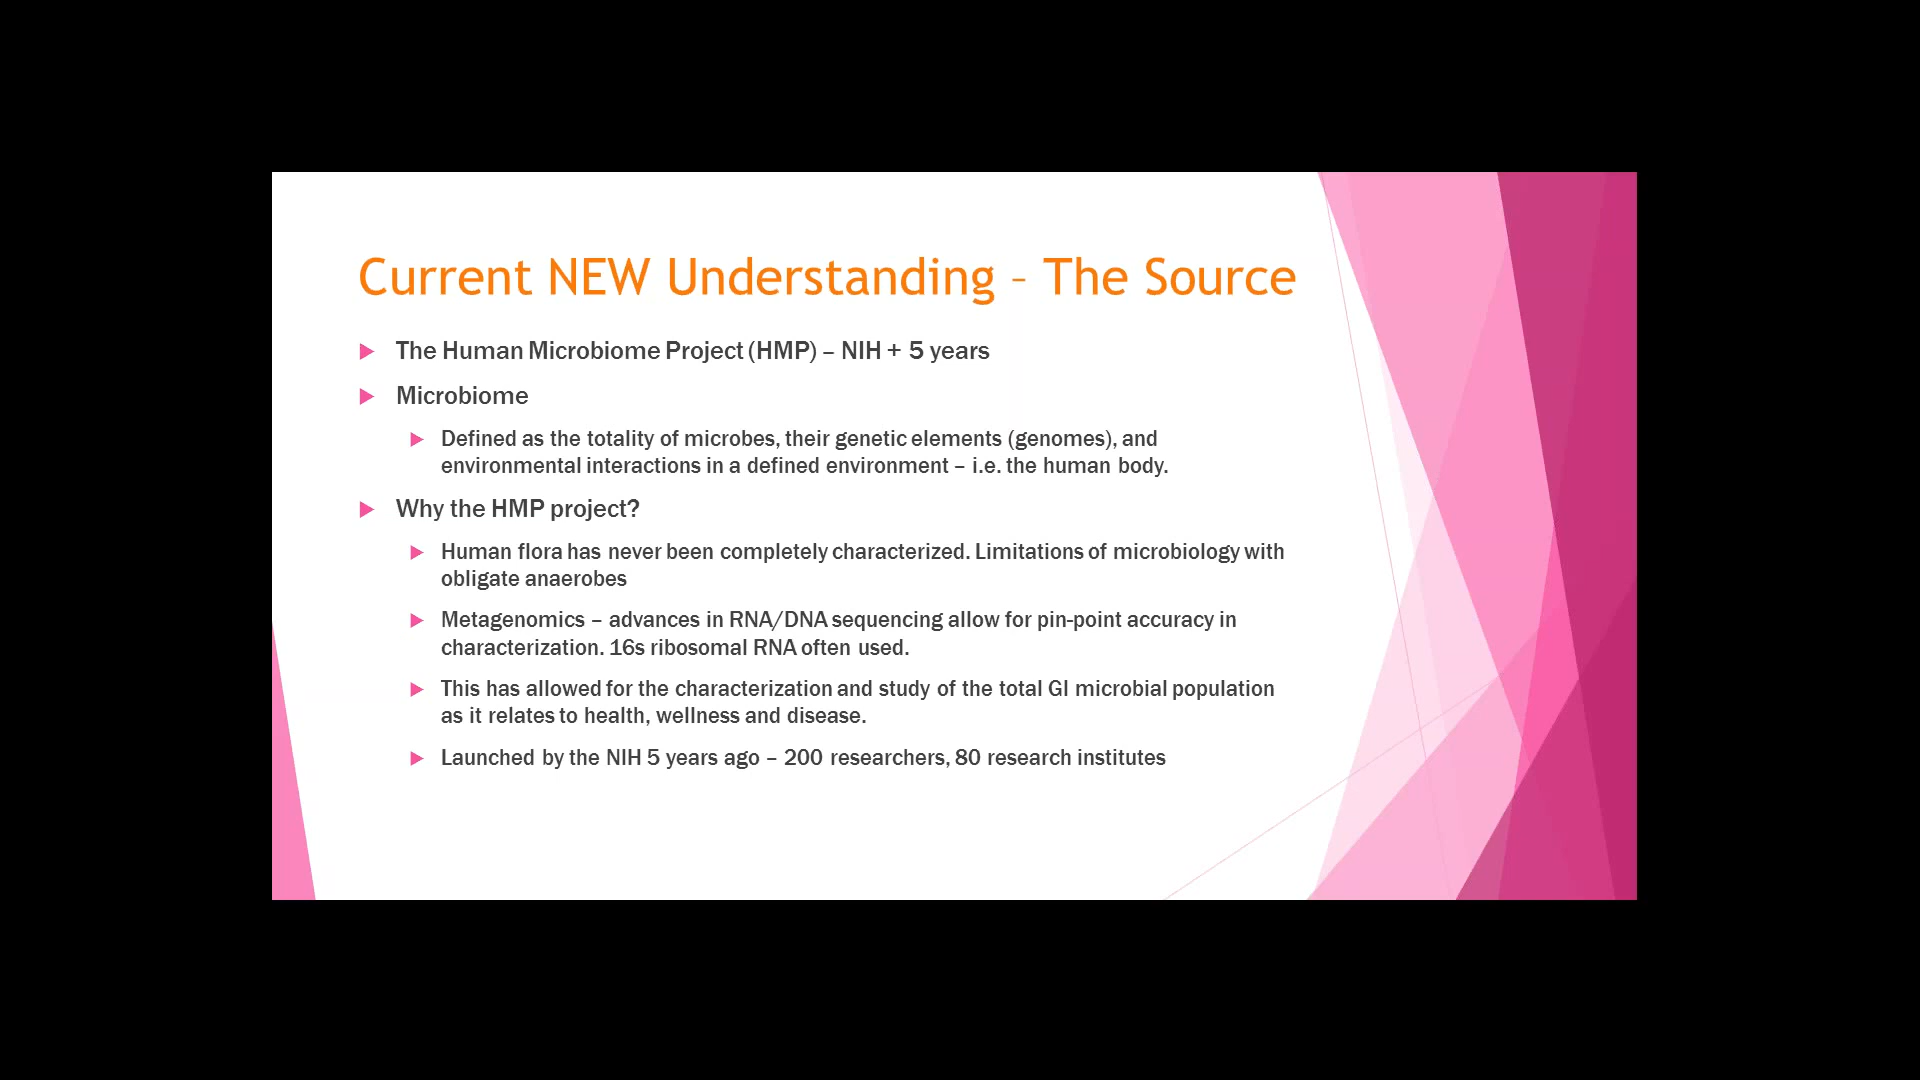 Current NEW Understanding – The Source
The Human Microbiome Project (HMP) – NIH + 5 years
Microbiome
Defined as the totality of microbes, their genetic elements (genomes), and
environmental interactions in a defined environment – i.e. the human body.
Why the HMP project?
Human flora has never been completely characterized. Limitations of microbiology with
obligate anaerobes
Metagenomics – advances in RNA/DNA sequencing allow for pin-point accuracy in
characterization. 16s ribosomal RNA often used.
This has allowed for the characterization and study of the total GI microbial population
as it relates to health, wellness and disease.
Launched by the NIH 5 years ago – 200 researchers, 80 research institutes